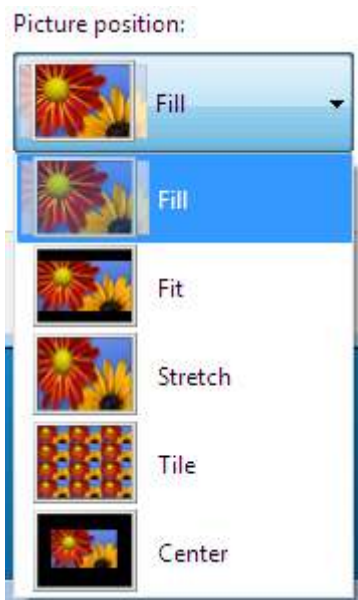 Picture position:
Fill
Fill
Fit
Stretch
Tile
Center